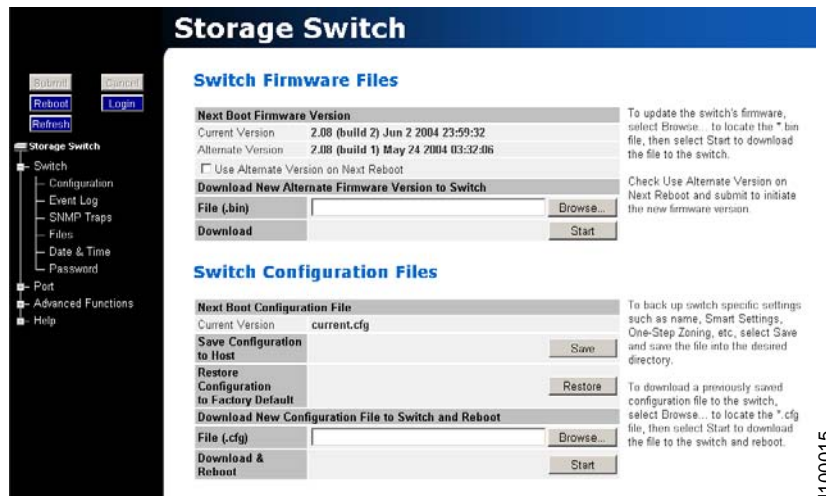 Storage Switch
Submit Cancel
Reboot Login
Refresh
Storage Switch
Switch
Configuration
Event Log
SNMP Traps
Files
Date & Time
Password
Port
Advanced Functions
Help
Switch Firmware Files
Next Boot Firmware Version
Current Version 2.08 (build 2) Jun 2 2004 23:59:32
Alternate Version 2.08 (build 1) May 24 2004 03:32:06
Use Alternate Version on Next Reboot
Download New Alternate Firmware Version to Switch
File (.bin) Browse...
Download Start
To update the switch's firmware,
select Browse... to locate the *.bin
file, then select Start to download
the file to the switch.
Check Use Alternate Version on
Next Reboot and submit to initiate
the new firmware version.
Switch Configuration Files
Next Boot Configuration File
Current Version current.cfg
Save Configuration
to Host Save
Restore
Configuration
to Factory Default Restore
Download New Configuration File to Switch and Reboot
File (.cfg) Browse...
Download &
Reboot Start
To back up switch specific settings
such as name, Smart Settings,
One-Step Zoning, etc, select Save
and save the file into the desired
directory.
To download a previously saved
configuration file to the switch,
select Browse... to locate the *.cfg
file, then select Start to download
the file to the switch and reboot.